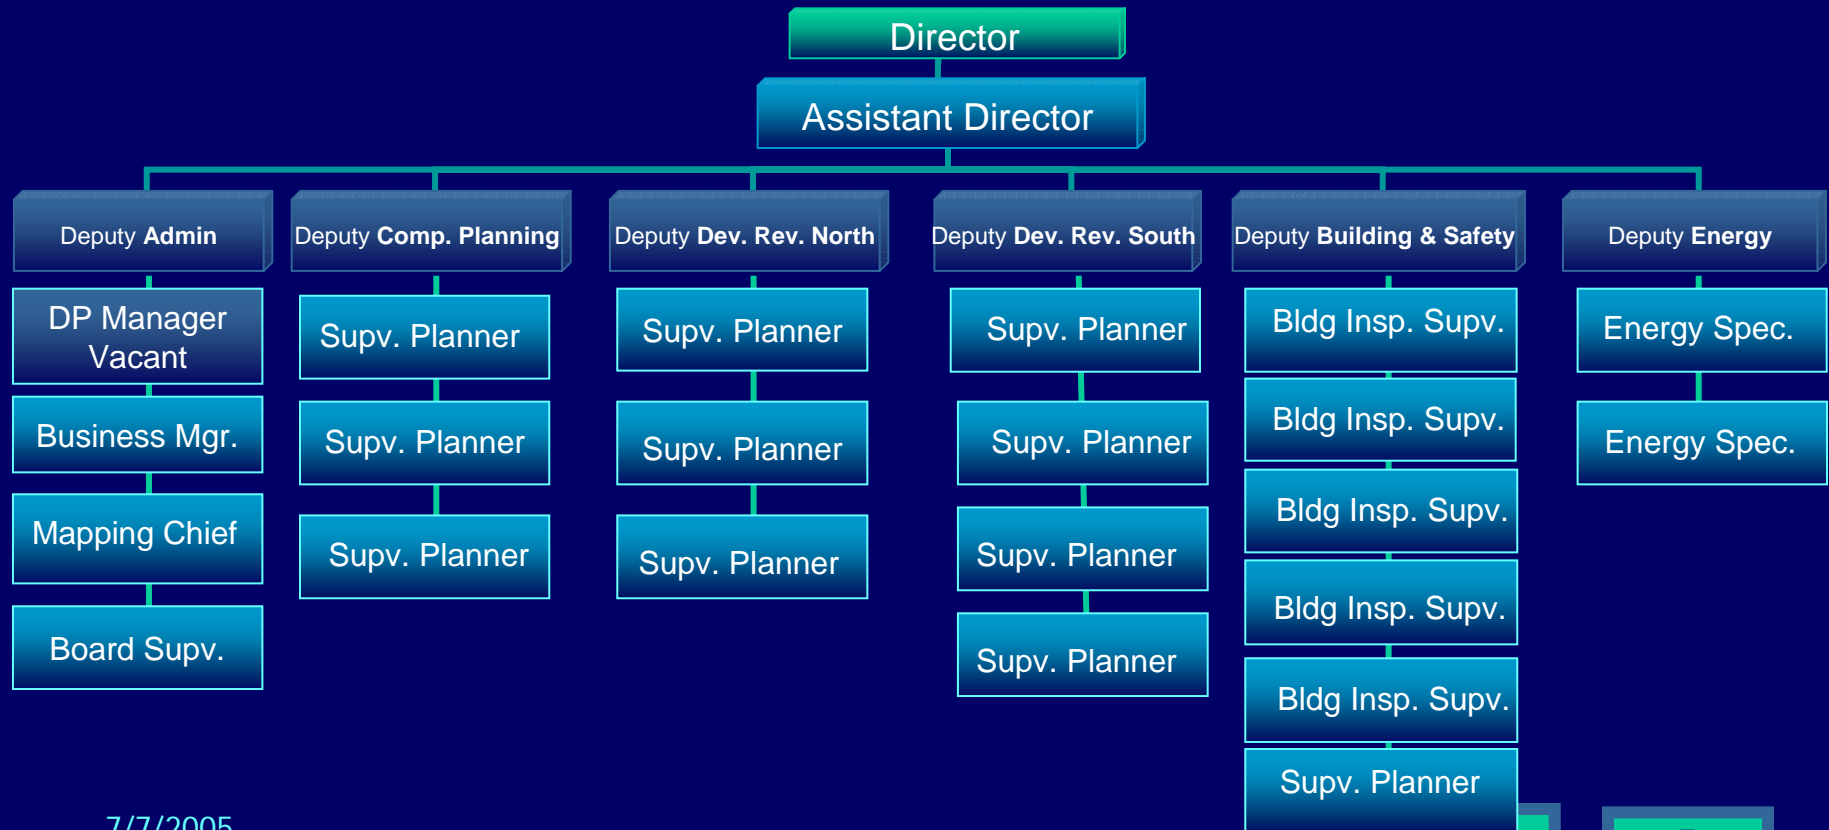 Director
Assistant Director
Deputy Admin
Deputy Comp. Planning
Deputy Dev. Rev. North
Deputy Dev. Rev. South
Deputy Building & Safety
Deputy Energy
DP Manager
Vacant
Business Mgr.
Mapping Chief
Board Supv.
Supv. Planner
Supv. Planner
Supv. Planner
Supv. Planner
Supv. Planner
Supv. Planner
Supv. Planner
Supv. Planner
Supv. Planner
Supv. Planner
Bldg Insp. Supv.
Bldg Insp. Supv.
Bldg Insp. Supv.
Bldg Insp. Supv.
Bldg Insp. Supv.
Supv. Planner
Energy Spec.
Energy Spec.
7/7/2005